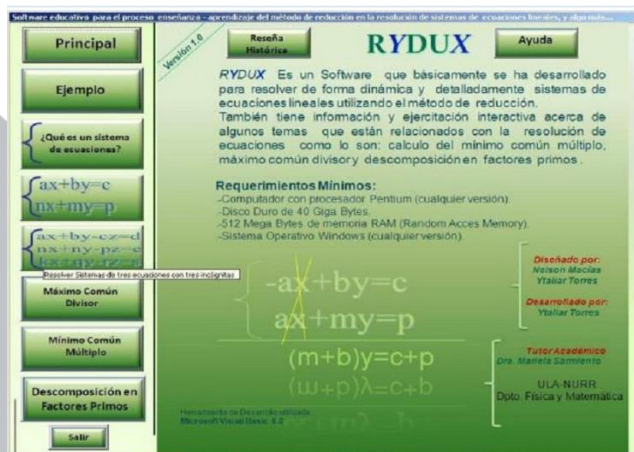 Software educativo para el proceso enseñanza - aprendizaje del método de reducción en la resolución de sistemas de ecuaciones lineales, y algo más...
Principal
Ejemplo
¿Qué es un sistema
de ecuaciones?
ax+by=c
nx+my=p
ax+by-cz=d
nx+ny-pz=e
Resolver Sistemas de tres ecuaciones con tres incógnitas
Máximo Común
Divisor
Mínimo Común
Múltiplo
Descomposición en
Factores Primos
Salir
Versión 1.0
Reseña
Histórica
RYDUX
Ayuda
RYDUX Es un Software que básicamente se ha desarrollado
para resolver de forma dinámica y detalladamente sistemas de
ecuaciones lineales utilizando el método de reducción.
También tiene información y ejercitación interactiva acerca de
algunos temas que están relacionados con la resolución de
ecuaciones como lo son: calculo del mínimo común múltiplo,
máximo común divisor y descomposición en factores primos.
Requerimientos Mínimos:
-Computador con procesador Pentium (cualquier versión).
-Disco Duro de 40 Giga Bytes.
-512 Mega Bytes de memoria RAM (Random Acces Memory).
-Sistema Operativo Windows (cualquier versión).
-ax+by=c
ax+my=p
(m+b)y=c+p
Diseñado por:
Nelson Macías
Ytaliar Torres
Desarrollado por:
Ytaliar Torres
Tutor Académico
Dra. Mariela Sarmiento
ULA-NURR
Dpto. Física y Matemática
Herramienta de Desarrollo utilizada
Microsoft Visual Basic 6.0